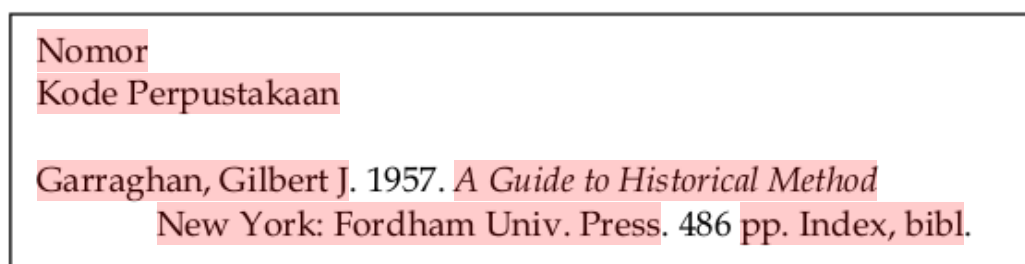 Nomor
Kode Perpustakaan
Garraghan, Gilbert J. 1957. A Guide to Historical Method
New York: Fordham Univ. Press. 486 pp. Index, bibl.